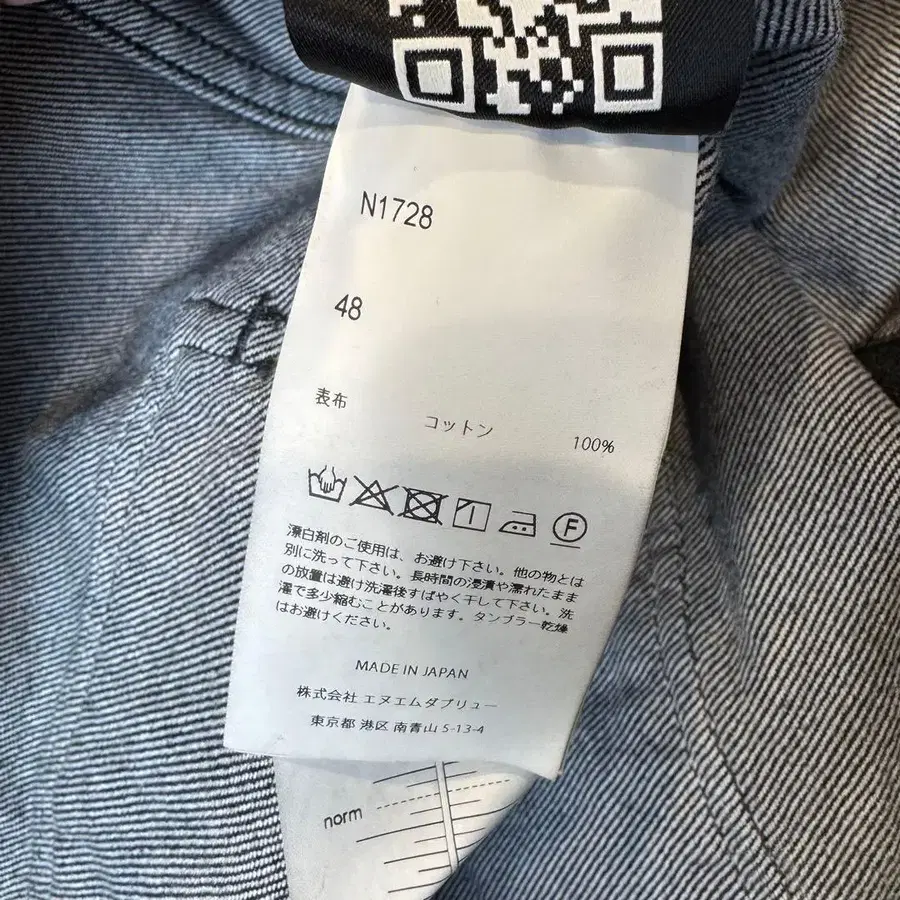 N1728
48
表布
コットン 100%
F
漂白剤のご使用は、お避け下さい。他の物とは
別に洗って下さい。長時間の浸漬や濡れたまま
の放置は避け洗濯後すばやく干して下さい。洗
濯で多少縮むことがあります。タンブラー乾燥
はお避けください。
MADE IN JAPAN
株式会社 エヌエムダブリュー
東京都 港区 南青山 5-13-4
norm